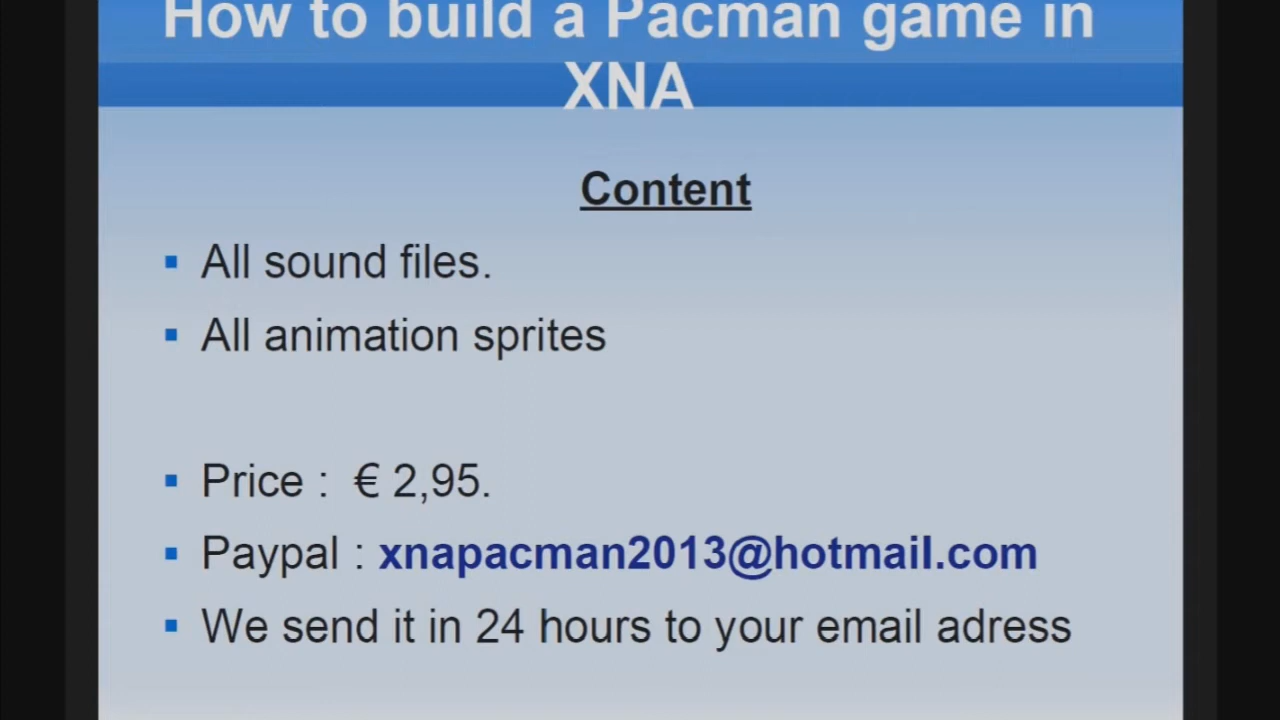 How to build a Pacman game in
XNA
Content
All sound files.
All animation sprites
Price : € 2,95.
Paypal : xnapacman2013@hotmail.com
We send it in 24 hours to your email adress